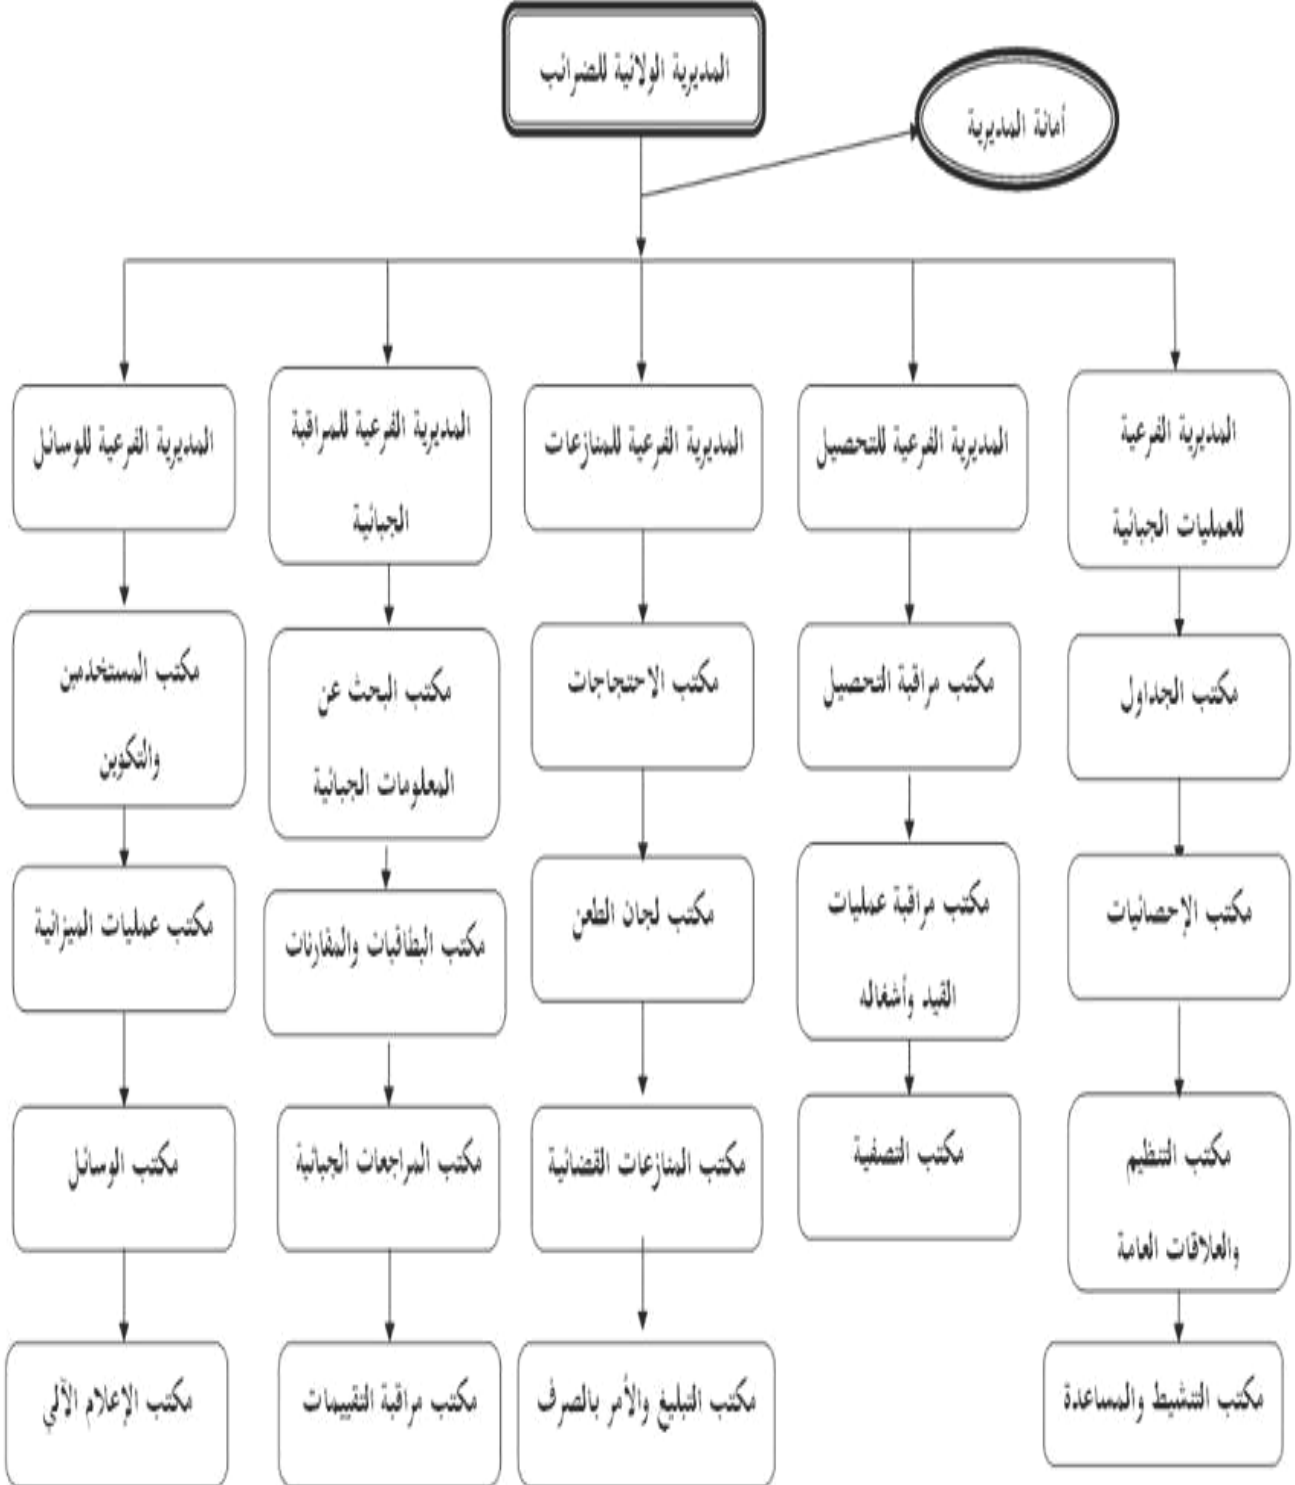 المديرية الولائية للضرائب
أمانة المديرية
المديرية الفرعية
للعمليات الجبائية
المديرية الفرعية للتحصيل
المديرية الفرعية للمنازعات
المديرية الفرعية للمراقبة
الجبائية
المديرية الفرعية للوسائل
مكتب الجداول
مكتب مراقبة التحصيل
مكتب الاحتجاجات
مكتب البحث عن
المعلومات الجبائية
مكتب المستخدمين
والتكوين
مكتب الإحصائيات
مكتب مراقبة عمليات
القيد وأشغاله
مكتب لجان الطعن
مكتب البطاقيات والمقارنات
مكتب عمليات الميزانية
مكتب التنظيم
والعلاقات العامة
مكتب التصفية
مكتب المنازعات القضائية
مكتب المراجعات الجبائية
مكتب الوسائل
مكتب التنشيط والمساعدة
مكتب التبليغ والأمر بالصرف
مكتب مراقبة التقييمات
مكتب الإعلام الآلي